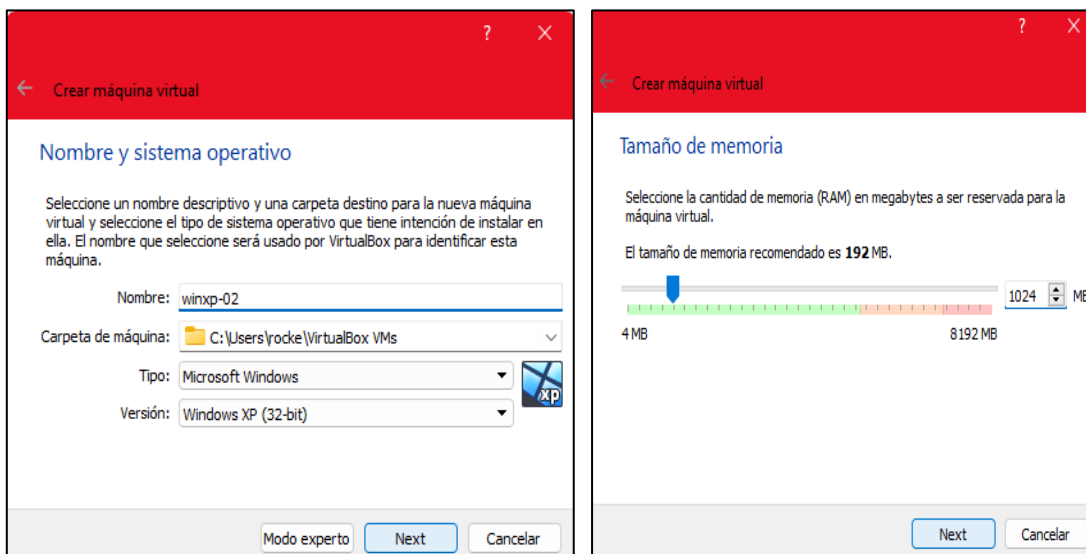 ? ×
Crear máquina virtual
Nombre y sistema operativo
Seleccione un nombre descriptivo y una carpeta destino para la nueva máquina
virtual y seleccione el tipo de sistema operativo que tiene intención de instalar en
ella. El nombre que seleccione será usado por VirtualBox para identificar esta
máquina.
Nombre: winxp-02
Carpeta de máquina: C:\Users\rocke\VirtualBox VMs
Tipo: Microsoft Windows
xp
Versión: Windows XP (32-bit)
Modo experto Next Cancelar
? ×
Crear máquina virtual
Tamaño de memoria
Seleccione la cantidad de memoria (RAM) en megabytes a ser reservada para la
máquina virtual.
El tamaño de memoria recomendado es 192 MB.
1024 MB
4 MB 8192 MB
Next Cancelar